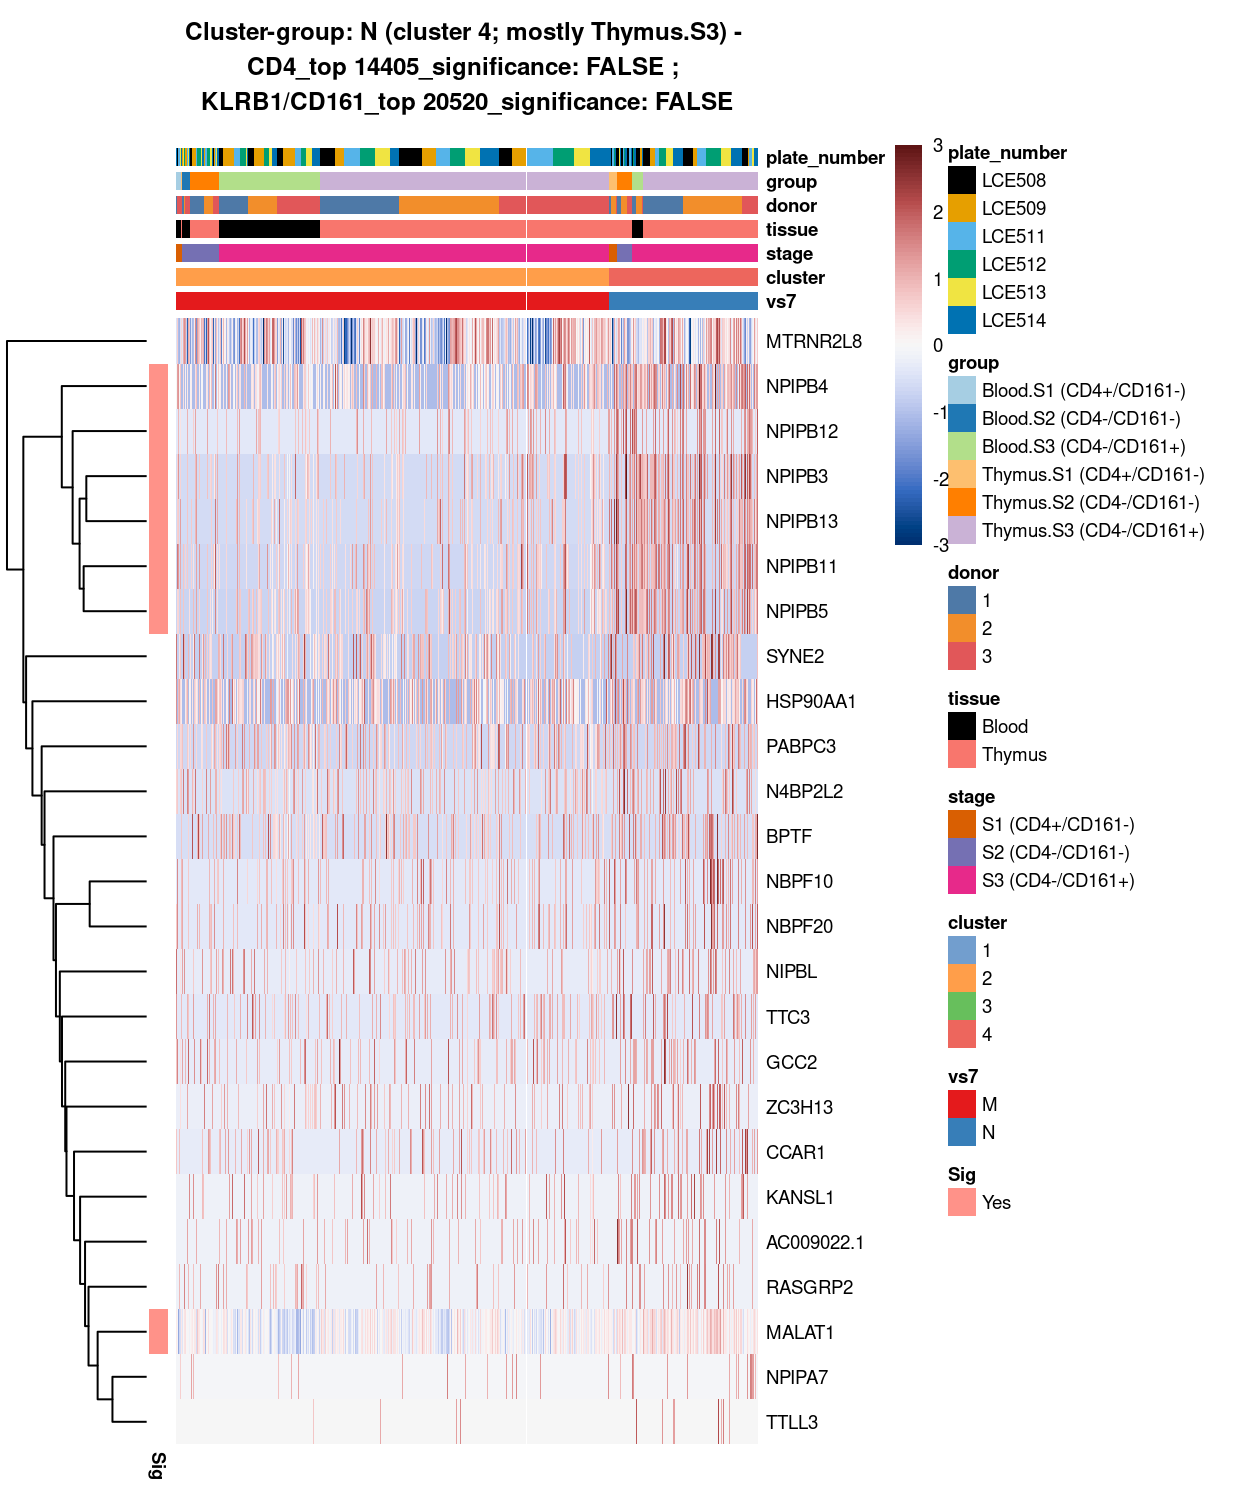 Cluster-group: N (cluster 4; mostly Thymus.S3) -
CD4_top 14405_significance: FALSE ;
KLRB1/CD161_top 20520_significance: FALSE
plate_number
group
donor
tissue
stage
cluster
vs7
MTRNR2L8
NPIPB4
NPIPB12
NPIPB3
NPIPB13
NPIPB11
NPIPB5
SYNE2
HSP90AA1
PABPC3
N4BP2L2
BPTF
NBPF10
NBPF20
NIPBL
TTC3
GCC2
ZC3H13
CCAR1
KANSL1
AC009022.1
RASGRP2
MALAT1
NPIPA7
TTLL3
Sig
3
2
1
0
-1
-2
-3
plate_number
LCE508
LCE509
LCE511
LCE512
LCE513
LCE514
group
Blood.S1 (CD4+/CD161-)
Blood.S2 (CD4-/CD161-)
Blood.S3 (CD4-/CD161+)
Thymus.S1 (CD4+/CD161-)
Thymus.S2 (CD4-/CD161-)
Thymus.S3 (CD4-/CD161+)
donor
1
2
3
tissue
Blood
Thymus
stage
S1 (CD4+/CD161-)
S2 (CD4-/CD161-)
S3 (CD4-/CD161+)
cluster
1
2
3
4
vs7
M
N
Sig
Yes